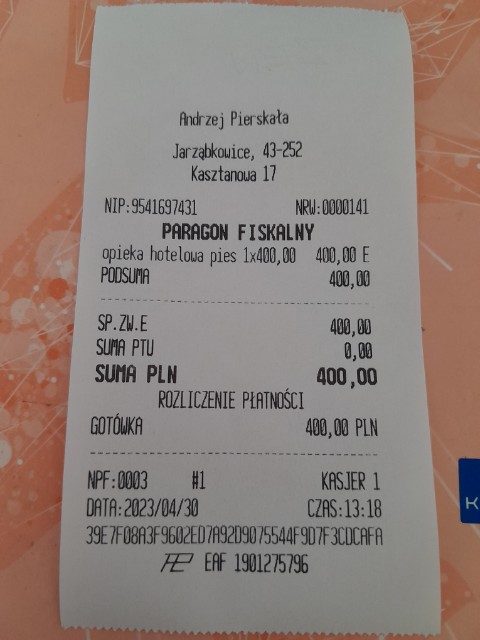 Andrzej Pierskała
Jarząbkowice, 43-252
Kasztanowa 17
NIP:9541697431 NRW:0000141
PARAGON FISKALNY
opieka hotelowa pies 1x400,00 400,00 E
PODSUMA 400,00
SP.ZW.E 400,00
SUMA PTU 0,00
SUMA PLN 400,00
ROZLICZENIE PŁATNOŚCI
GOTÓWKA 400,00 PLN
NPF:0003 #1 KASJER 1
DATA:2023/04/30 CZAS:13:18
39E7F08A3F9602ED7A92D9075544F9D7F3CDCAFA
EAF 1901275796
K